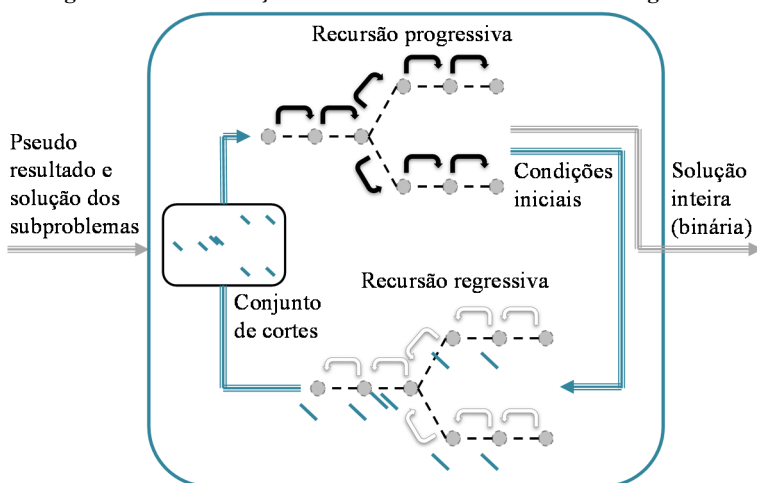 Recursão progressiva
Pseudo
resultado e
solução dos
subproblemas
Condições
iniciais
Solução
inteira
(binária)
Recursão regressiva
Conjunto
de cortes